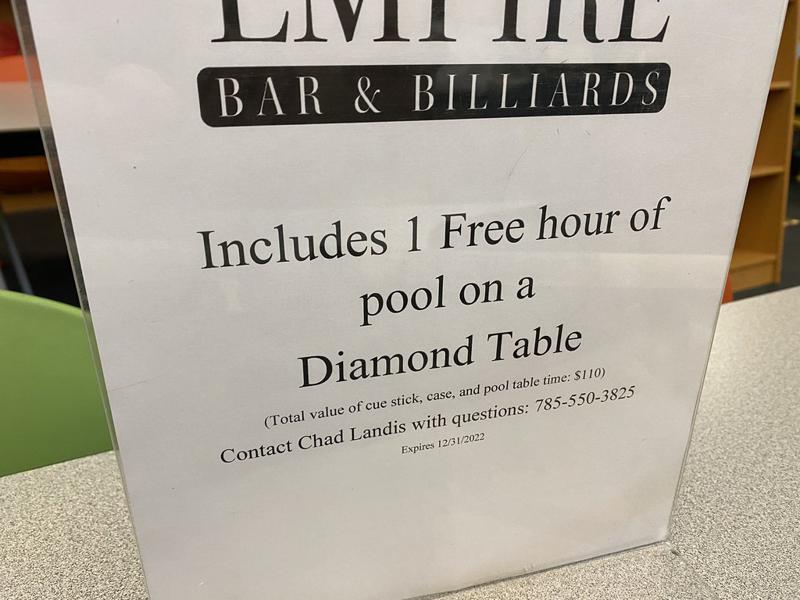 EMPIRE
BAR & BILLIARDS
Includes 1 Free hour of
pool on a
Diamond Table
(Total value of cue stick, case, and pool table time: $110)
Contact Chad Landis with questions: 785-550-3825
Expires 12/31/2022